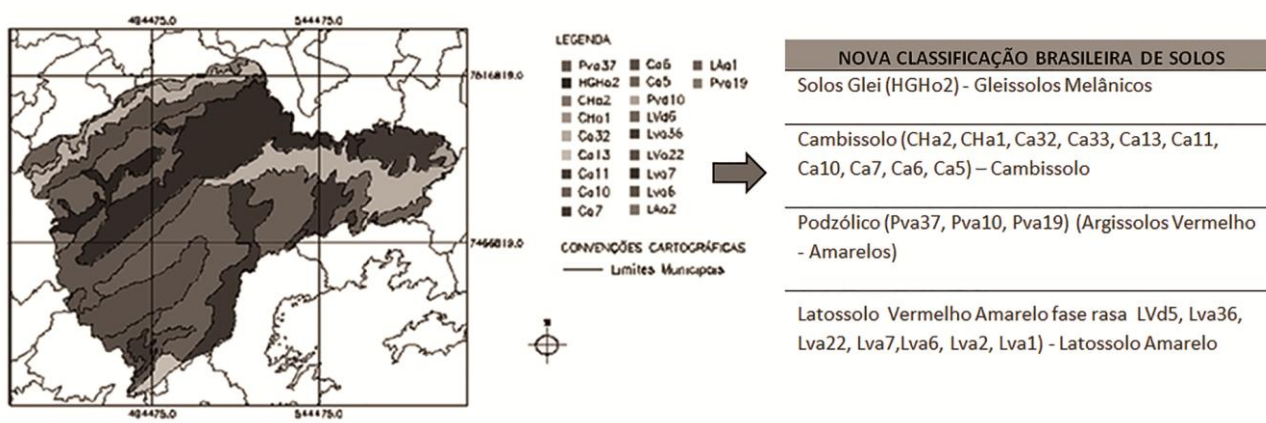 494475.0 544475.0
7616819.0
7466819.0
494475.0 544475.0
LEGENDA
Pva37 Ca6 LAa1
HGHa2 Ca5 Pva19
CHa2 Pva10
CHa1 LVd6
Ca32 Lva36
Ca13 LVa22
Ca11 Lva7
Ca10 Lva6
Ca7 LAa2
CONVENÇÕES CARTOGRÁFICAS
Limites Municipais
N
NOVA CLASSIFICAÇÃO BRASILEIRA DE SOLOS
Solos Glei (HGHo2) - Gleissolos Melânicos
Cambissolo (CHa2, CHa1, Ca32, Ca33, Ca13, Ca11,
Ca10, Ca7, Ca6, Ca5) – Cambissolo
Podzólico (Pva37, Pva10, Pva19) (Argissolos Vermelho
- Amarelos)
Latossolo Vermelho Amarelo fase rasa LVd5, Lva36,
Lva22, Lva7,Lva6, Lva2, Lva1) - Latossolo Amarelo